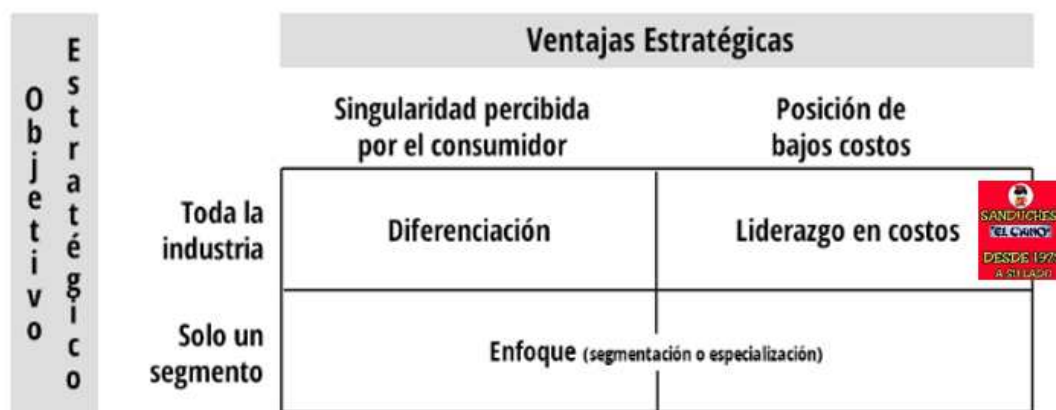 Objetivo
Estratégico
Ventajas Estratégicas
Singularidad percibida
por el consumidor
Posición de
bajos costos
Toda la
industria
Diferenciación
Liderazgo en costos
SANDUCHES
"EL CHINO"
DESDE 197
A SU LADO
Solo un
segmento
Enfoque (segmentación o especialización)